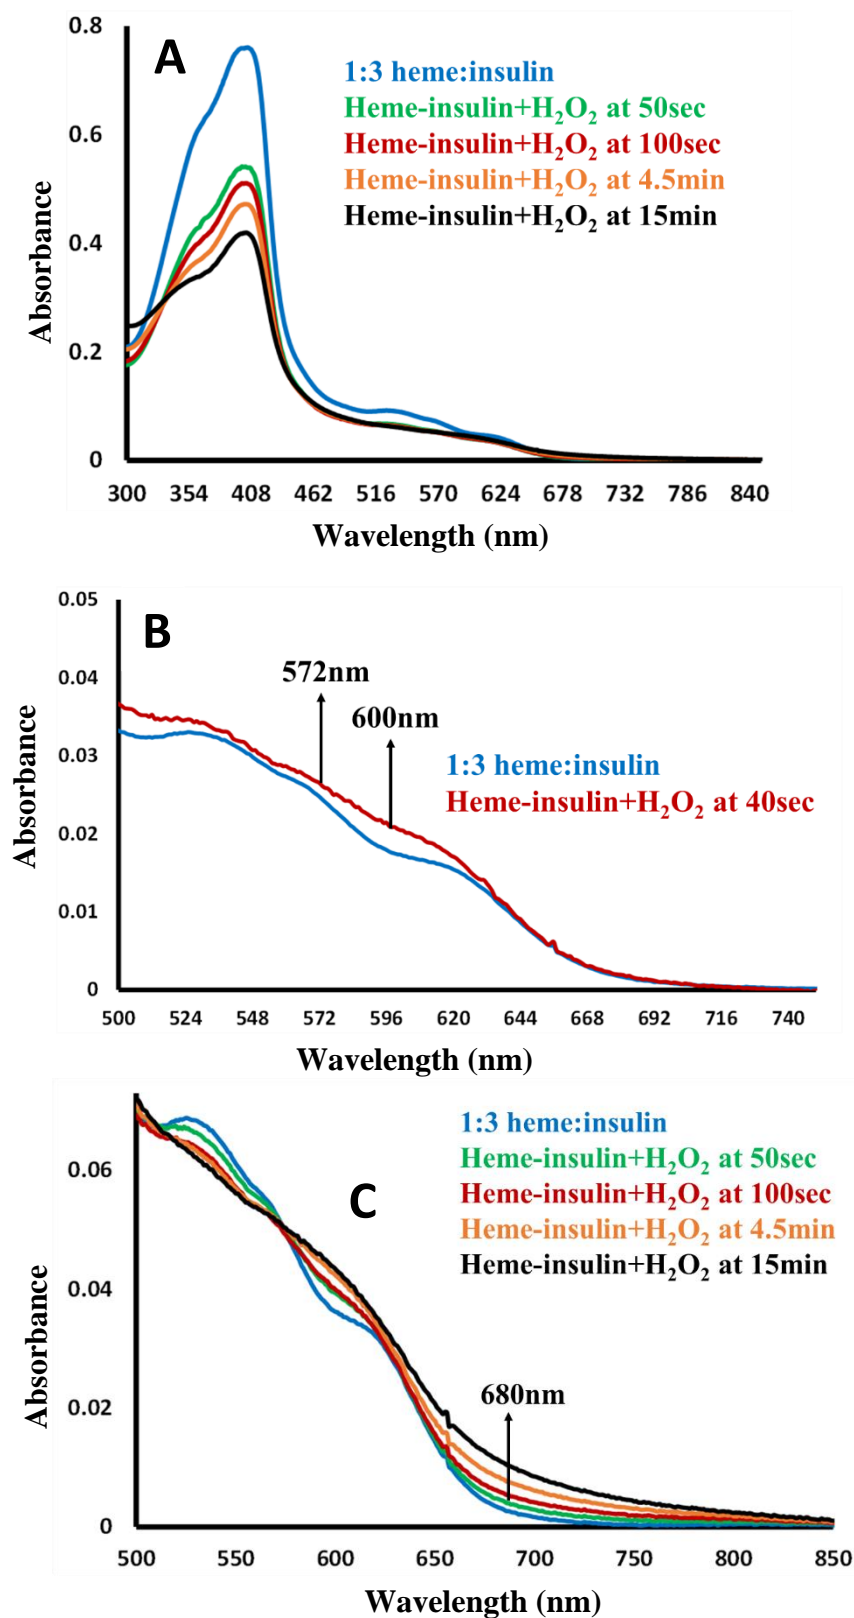 A
0.8
0.6
0.4
0.2
0
Absorbance
1:3 heme:insulin
Heme-insulin+H₂O₂ at 50sec
Heme-insulin+H₂O₂ at 100sec
Heme-insulin+H₂O₂ at 4.5min
Heme-insulin+H₂O₂ at 15min
300 354 408 462 516 570 624 678 732 786 840
Wavelength (nm)
B
0.05
0.04
0.03
0.02
0.01
0
Absorbance
572nm
600nm
1:3 heme:insulin
Heme-insulin+H₂O₂ at 40sec
500 524 548 572 596 620 644 668 692 716 740
Wavelength (nm)
C
0.06
0.04
0.02
0
Absorbance
1:3 heme:insulin
Heme-insulin+H₂O₂ at 50sec
Heme-insulin+H₂O₂ at 100sec
Heme-insulin+H₂O₂ at 4.5min
Heme-insulin+H₂O₂ at 15min
680nm
500 550 600 650 700 750 800 850
Wavelength (nm)